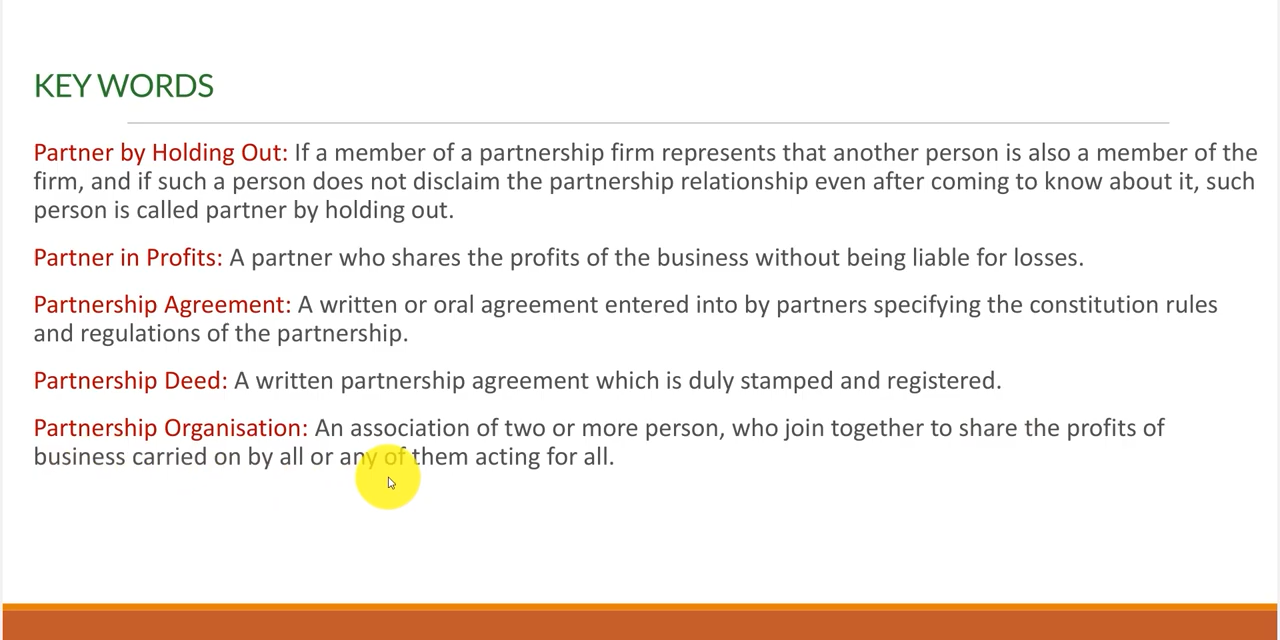 KEY WORDS
Partner by Holding Out: If a member of a partnership firm represents that another person is also a member of the
firm, and if such a person does not disclaim the partnership relationship even after coming to know about it, such
person is called partner by holding out.
Partner in Profits: A partner who shares the profits of the business without being liable for losses.
Partnership Agreement: A written or oral agreement entered into by partners specifying the constitution rules
and regulations of the partnership.
Partnership Deed: A written partnership agreement which is duly stamped and registered.
Partnership Organisation: An association of two or more person, who join together to share the profits of
business carried on by all or any of them acting for all.